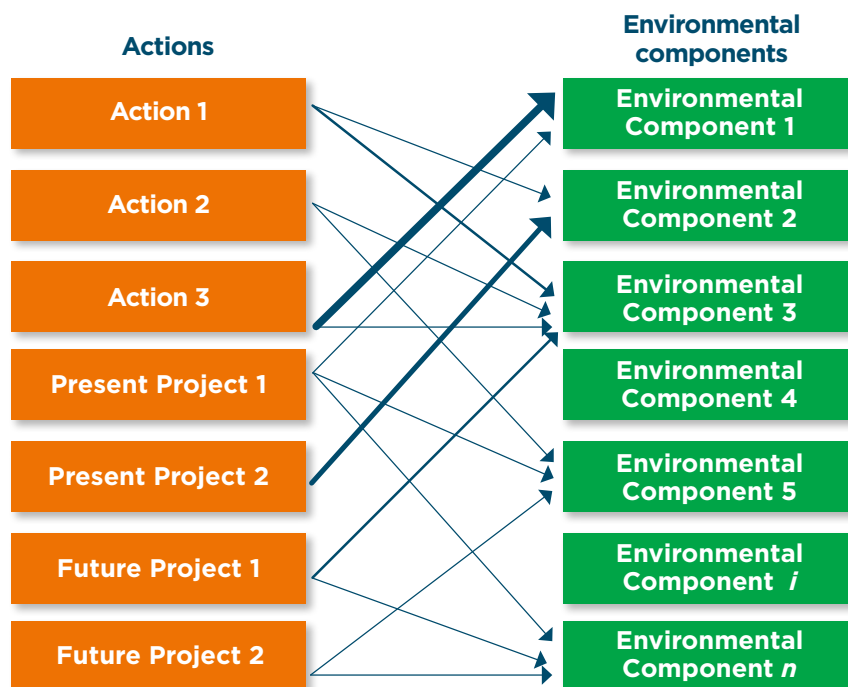 Actions
Environmental
components
Action 1
Environmental
Component 1
Action 2
Environmental
Component 2
Action 3
Environmental
Component 3
Present Project 1
Environmental
Component 4
Present Project 2
Environmental
Component 5
Future Project 1
Environmental
Component i
Future Project 2
Environmental
Component n